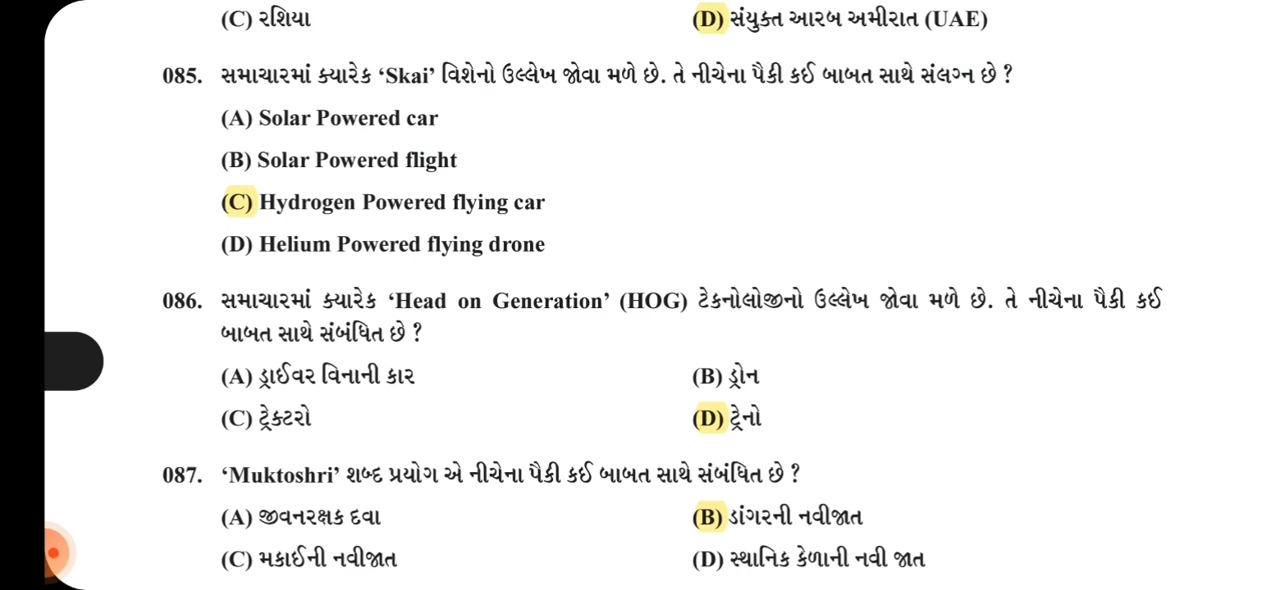 (C) રશિયા (D) સંયુક્ત આરબ અમીરાત (UAE)
085. સમાચારમાં ક્યારેક ‘Skai’ વિશેનો ઉલ્લેખ જોવા મળે છે. તે નીચેના પૈકી કઈ બાબત સાથે સંલગ્ન છે ?
(A) Solar Powered car
(B) Solar Powered flight
(C) Hydrogen Powered flying car
(D) Helium Powered flying drone
086. સમાચારમાં ક્યારેક ‘Head on Generation’ (HOG) ટેકનોલોજીનો ઉલ્લેખ જોવા મળે છે. તે નીચેના પૈકી કઈ
બાબત સાથે સંબંધિત છે ?
(A) ડ્રાઈવર વિનાની કાર (B) ડ્રોન
(C) ટ્રેક્ટરો (D) ટ્રેનો
087. ‘Muktoshri’ શબ્દ પ્રયોગ એ નીચેના પૈકી કઈ બાબત સાથે સંબંધિત છે ?
(A) જીવનરક્ષક દવા (B) ડાંગરની નવીજાત
(C) મકાઈની નવીજાત (D) સ્થાનિક કેળાની નવી જાત